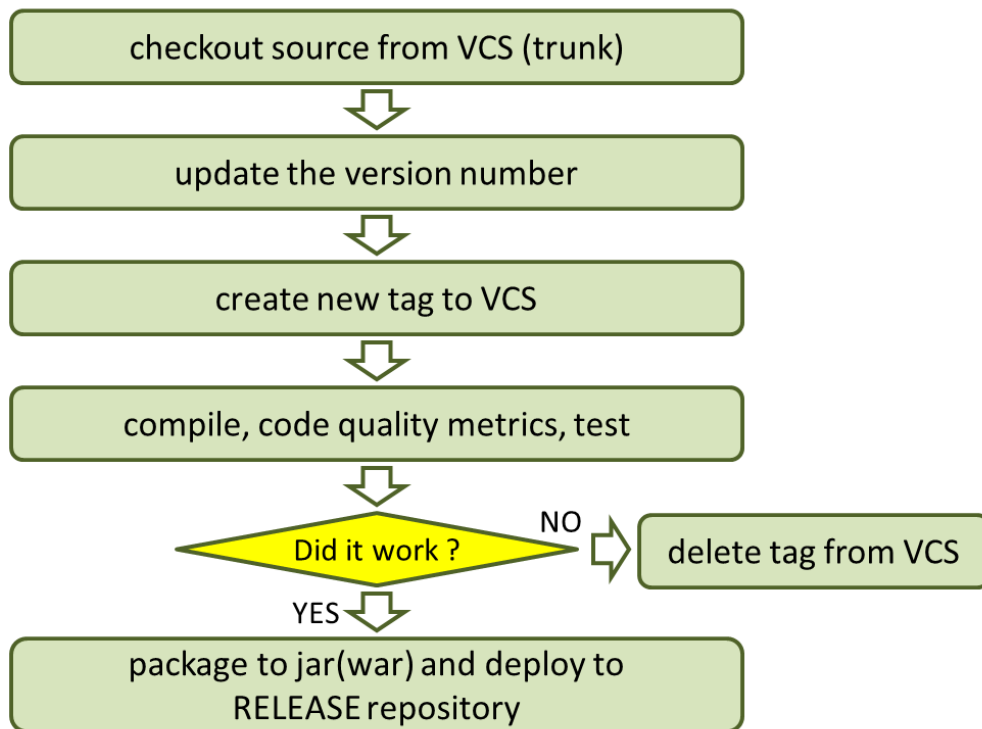 checkout source from VCS (trunk)
update the version number
create new tag to VCS
compile, code quality metrics, test
Did it work ?
NO
delete tag from VCS
YES
package to jar(war) and deploy to
RELEASE repository